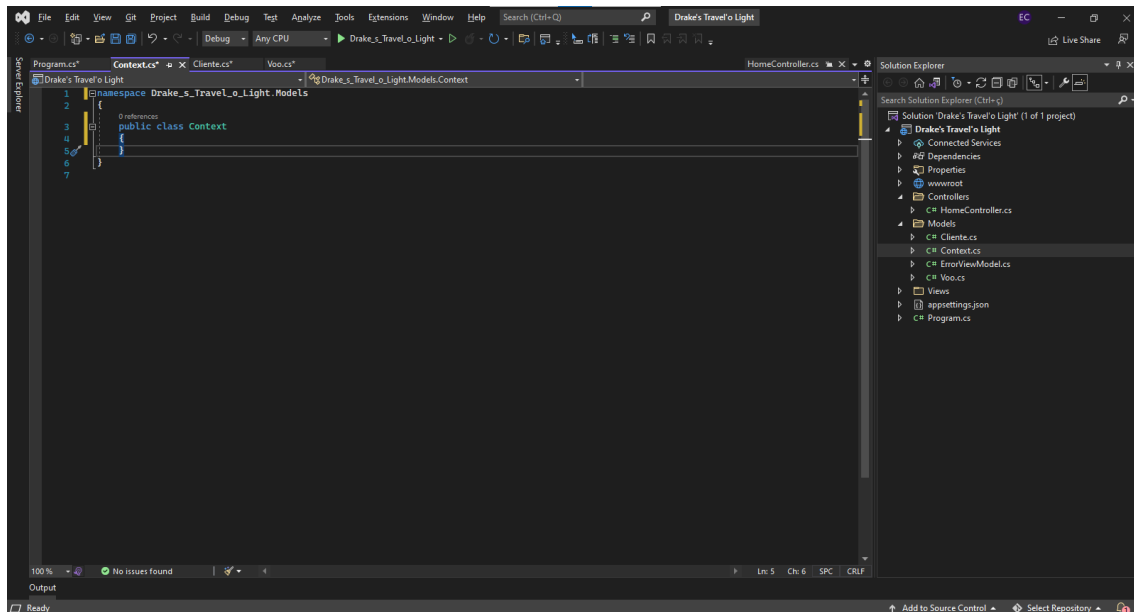 File Edit View Git Project Build Debug Test Analyze Tools Extensions Window Help Search (Ctrl+Q) Drake's Travel'o Light EC
Debug Any CPU Drake_s_Travel_o_Light Live Share
Server Explorer
Program.cs* Context.cs* Cliente.cs* Voo.cs* HomeController.cs
Drake's Travel'o Light Drake_s_Travel_o_Light.Models.Context
1 namespace Drake_s_Travel_o_Light.Models
2 {
0 references
3 public class Context
4 {
5 }
6 }
7
100 % No issues found Ln: 5 Ch: 6 SPC CRLF
Output
Solution Explorer
Search Solution Explorer (Ctrl+ç)
Solution 'Drake's Travel'o Light' (1 of 1 project)
Drake's Travel'o Light
Connected Services
Dependencies
Properties
wwwroot
Controllers
C# HomeController.cs
Models
C# Cliente.cs
C# Context.cs
C# ErrorViewModel.cs
C# Voo.cs
Views
appsettings.json
C# Program.cs
Ready Add to Source Control Select Repository